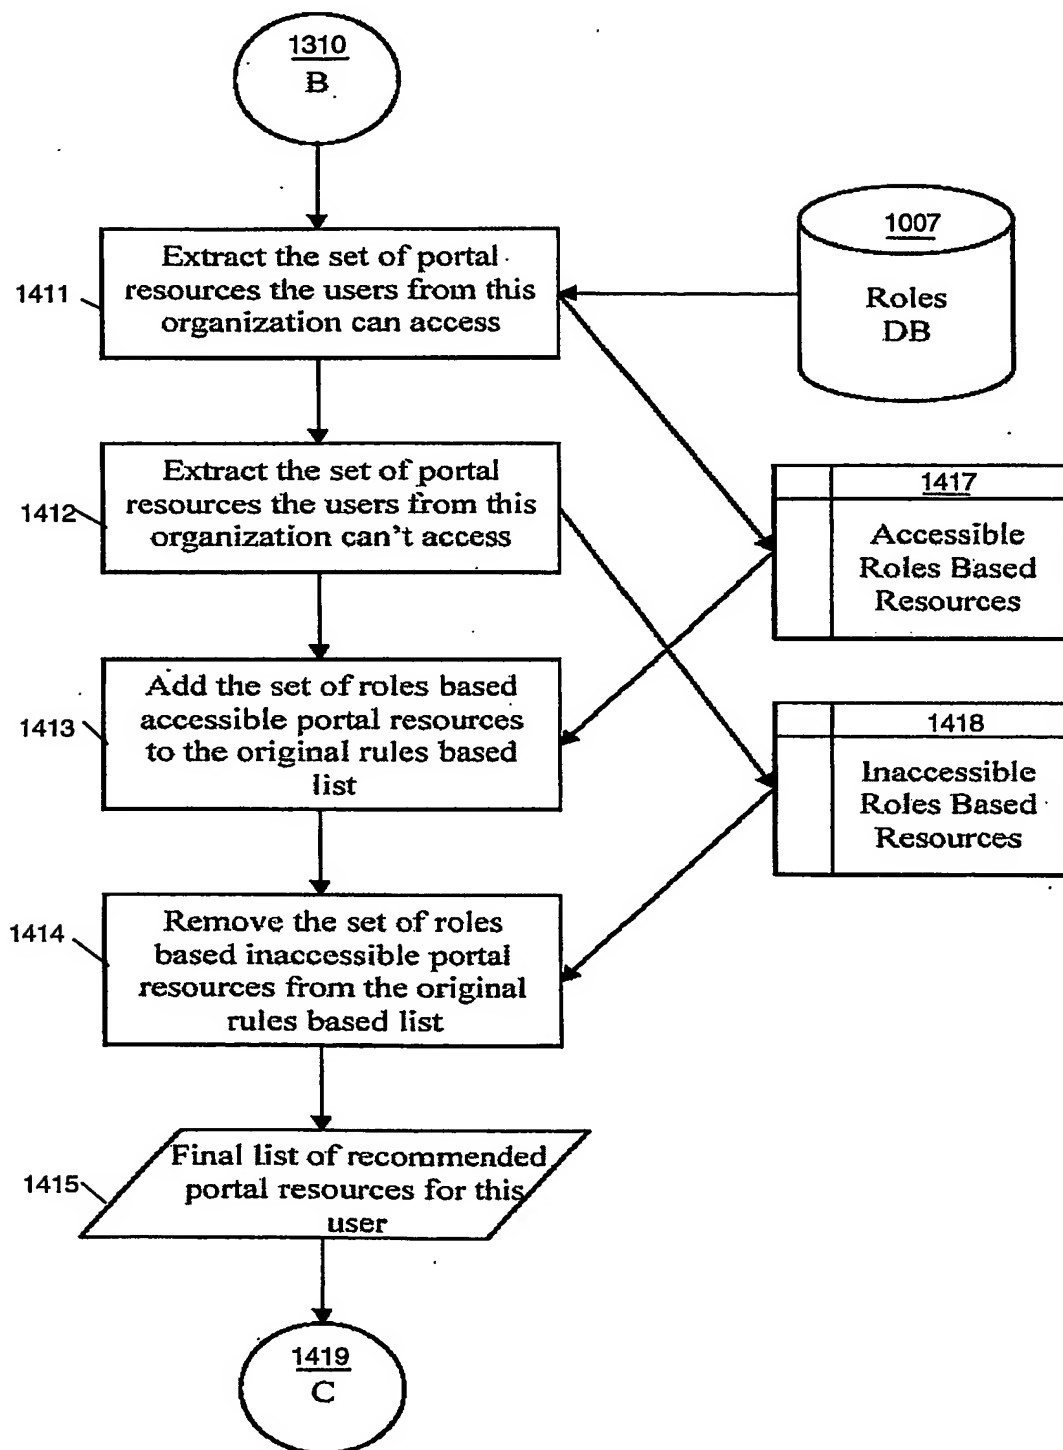 1310
B
1411
Extract the set of portal
resources the users from this
organization can access
1007
Roles
DB
1412
Extract the set of portal
resources the users from this
organization can't access
1417
Accessible
Roles Based
Resources
1413
Add the set of roles based
accessible portal resources
to the original rules based
list
1418
Inaccessible
Roles Based
Resources
1414
Remove the set of roles
based inaccessible portal
resources from the original
rules based list
1415
Final list of recommended
portal resources for this
user
1419
C